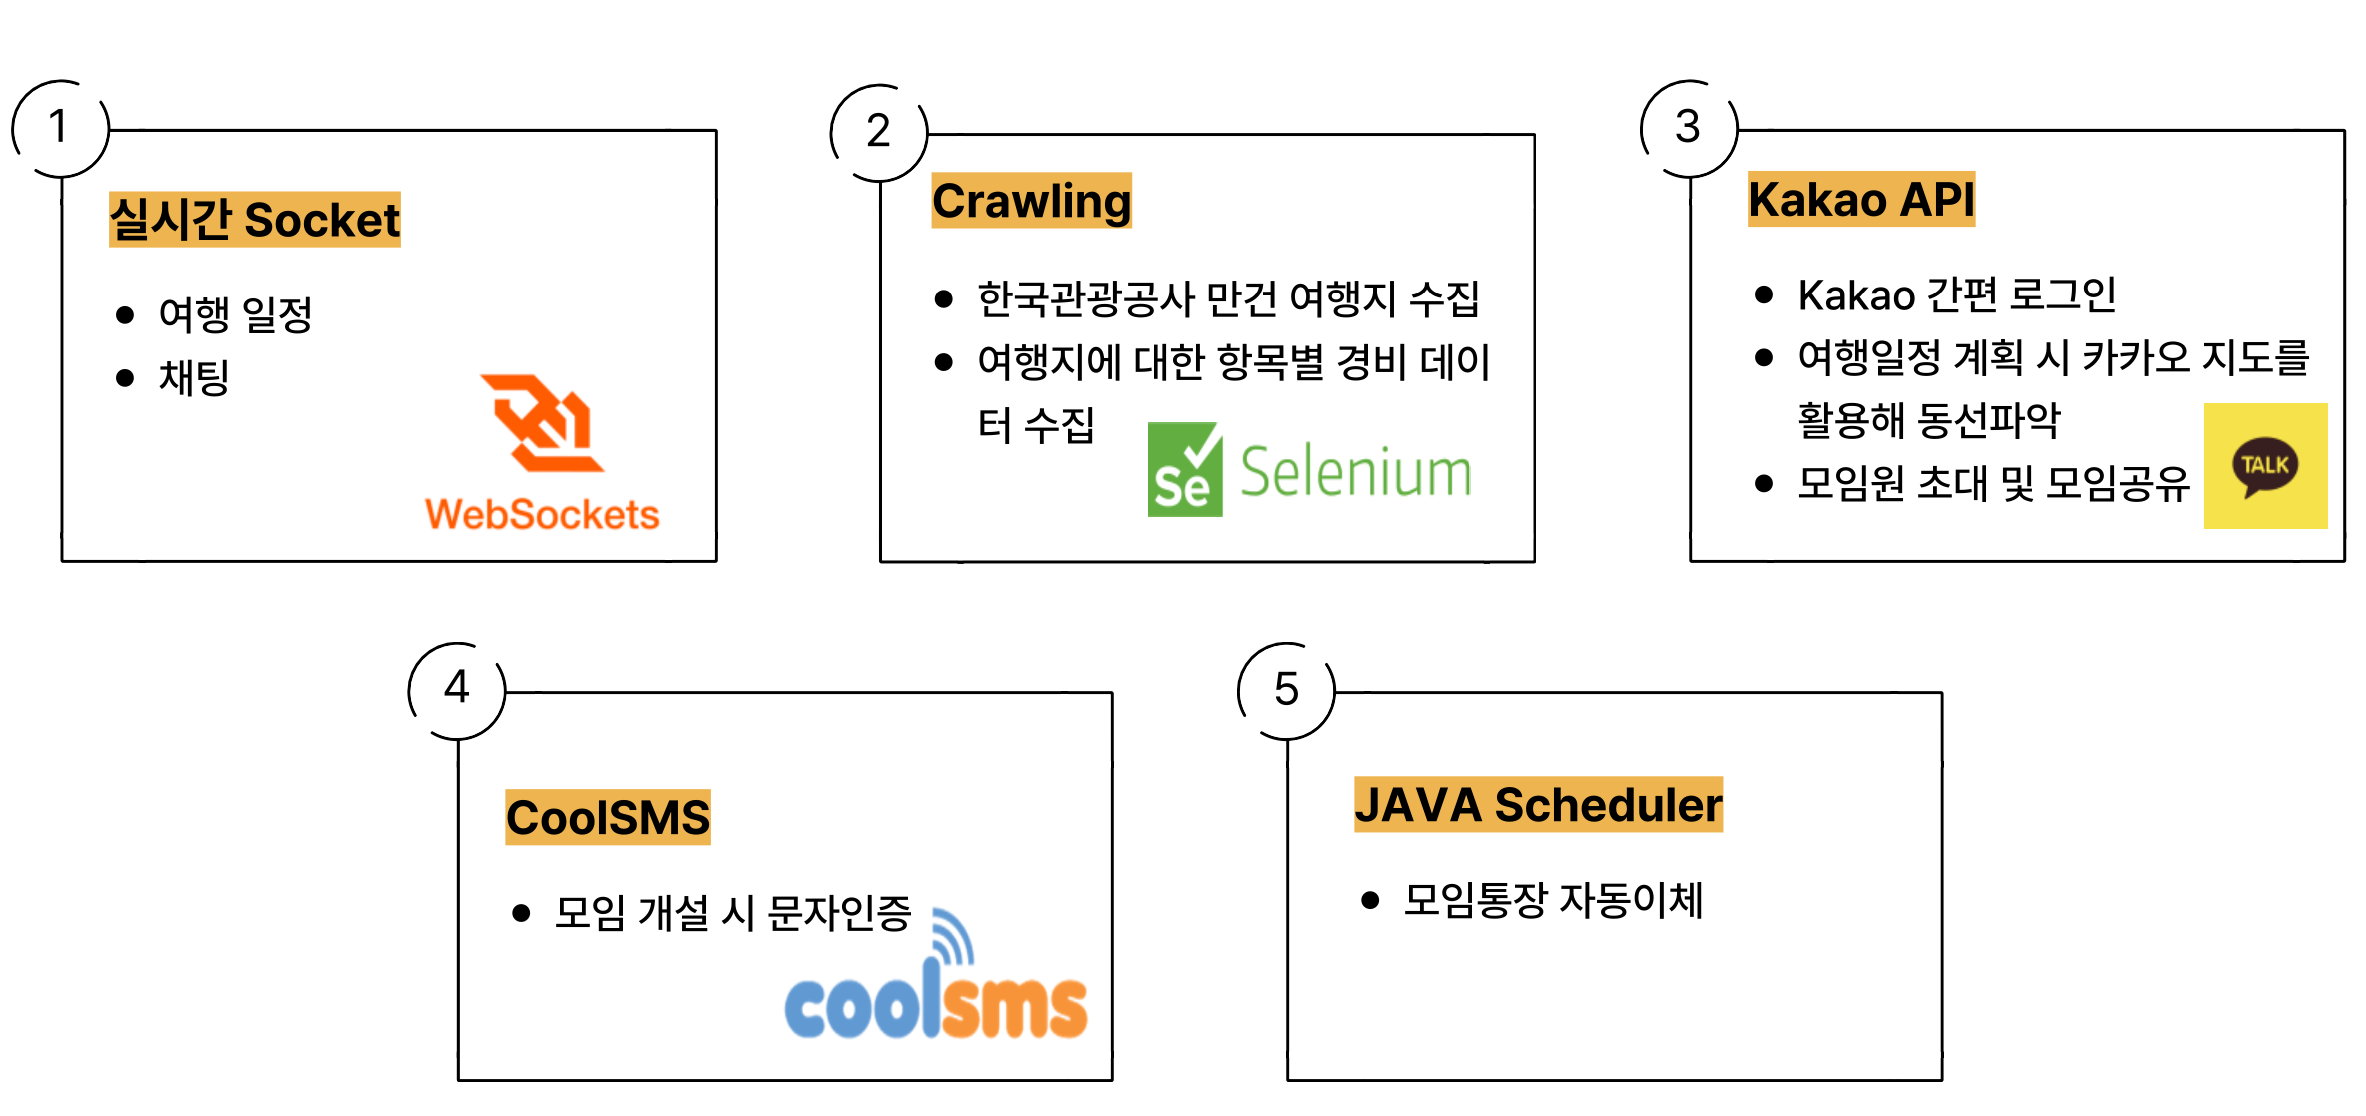 1
실시간 Socket
● 여행 일정
● 채팅
WebSockets
2
Crawling
● 한국관광공사 만건 여행지 수집
● 여행지에 대한 항목별 경비 데이
터 수집
Se Selenium
3
Kakao API
● Kakao 간편 로그인
● 여행일정 계획 시 카카오 지도를
활용해 동선파악
● 모임원 초대 및 모임공유
TALK
4
CoolSMS
● 모임 개설 시 문자인증
coolsms
5
JAVA Scheduler
● 모임통장 자동이체